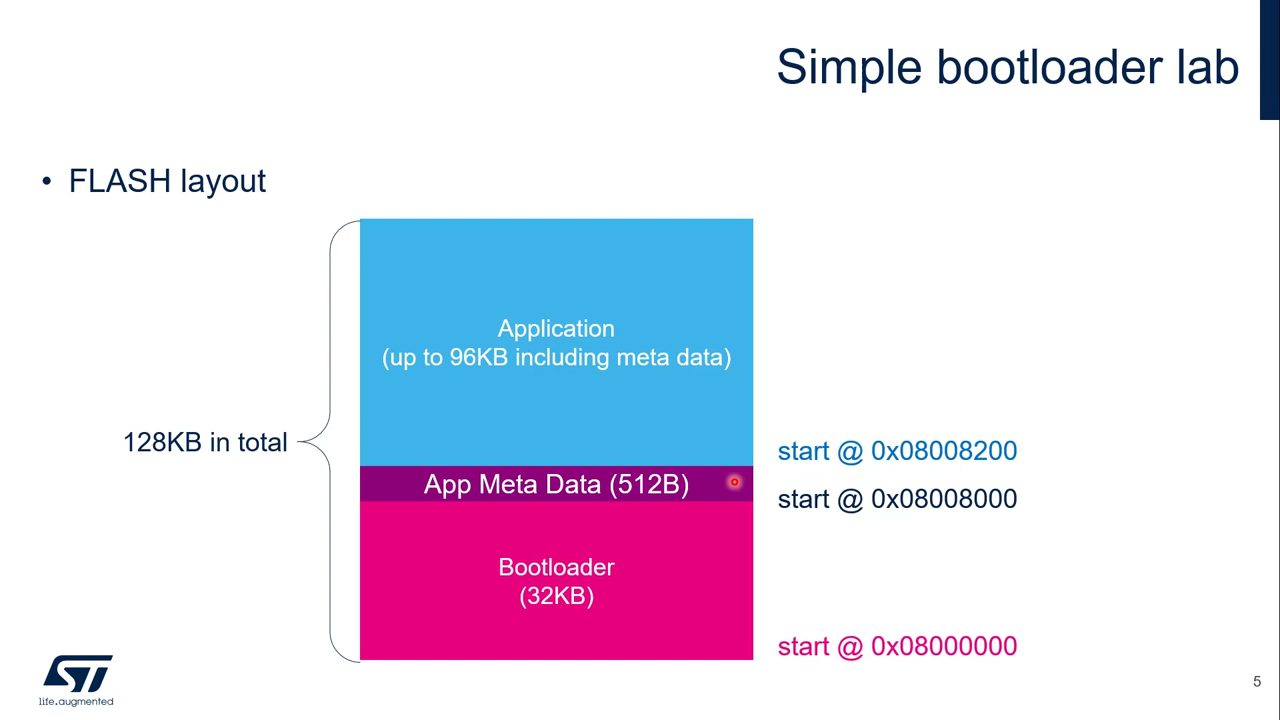 Simple bootloader lab
• FLASH layout
Application
(up to 96KB including meta data)
128KB in total
start @ 0x08008200
App Meta Data (512B)
start @ 0x08008000
Bootloader
(32KB)
start @ 0x08000000
ST
life.augmented
5